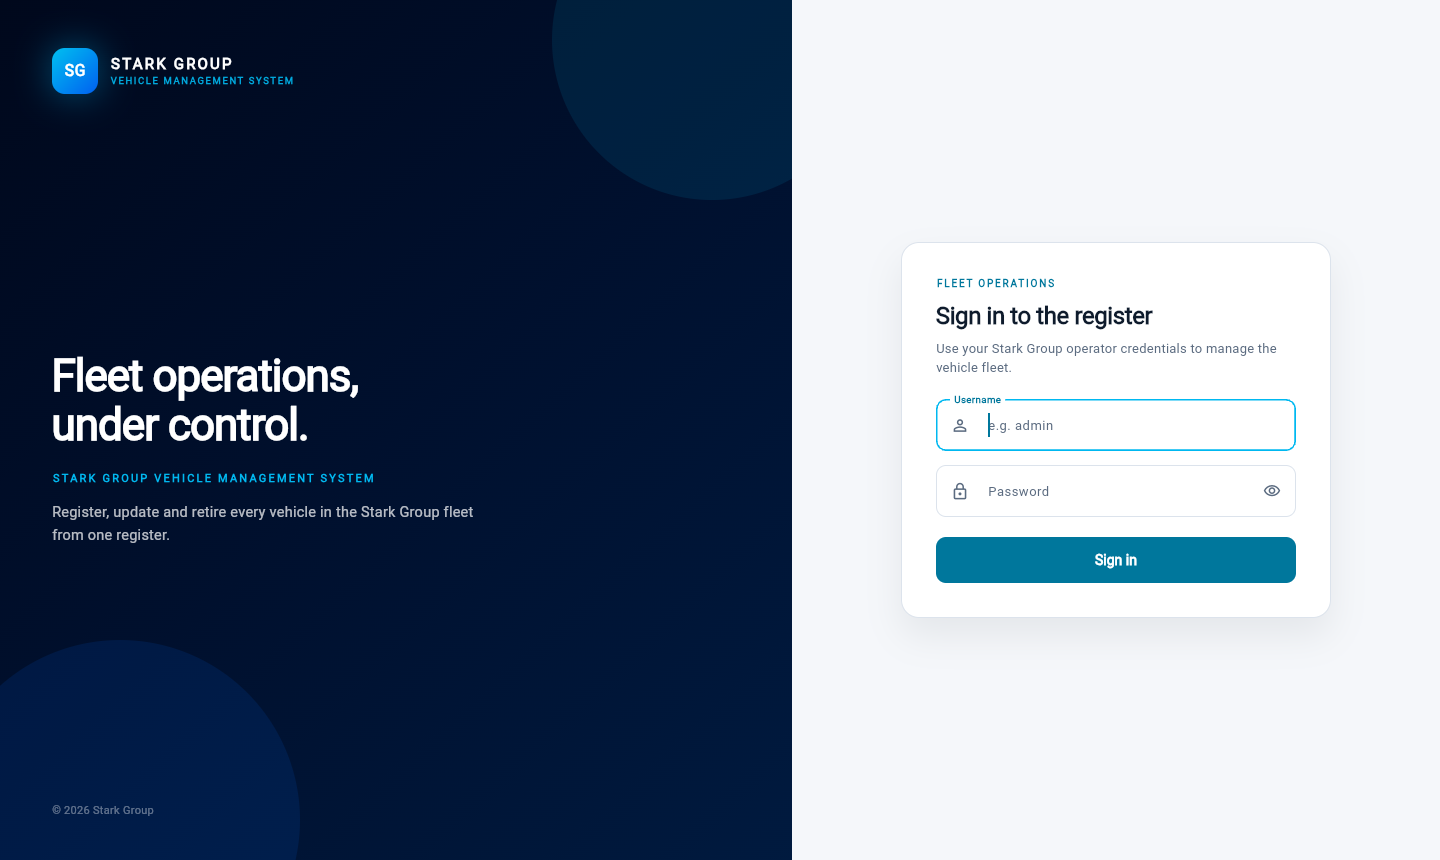 SG
STARK GROUP
VEHICLE MANAGEMENT SYSTEM
Fleet operations,
under control.
STARK GROUP VEHICLE MANAGEMENT SYSTEM
Register, update and retire every vehicle in the Stark Group fleet
from one register.
© 2026 Stark Group
FLEET OPERATIONS
Sign in to the register
Use your Stark Group operator credentials to manage the
vehicle fleet.
Username
e.g. admin
Password
Sign in